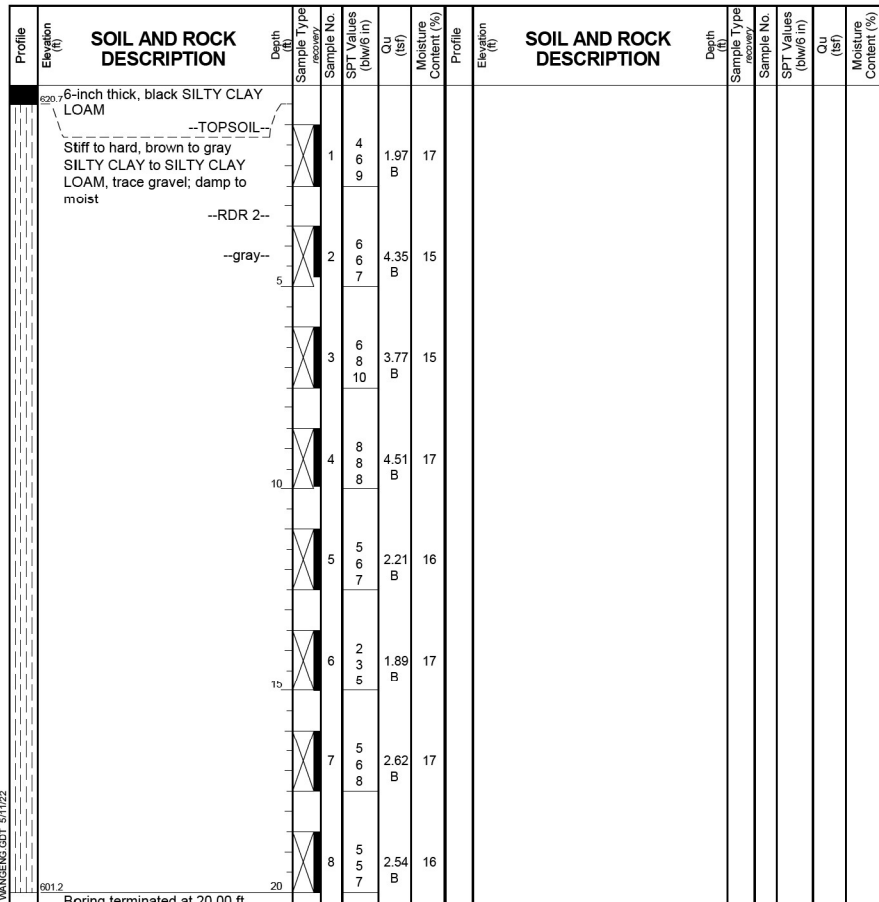 Profile
Elevation
(ft)
SOIL AND ROCK
DESCRIPTION
Depth
(ft)
Sample Type
recovery
Sample No.
SPT Values
(blw/6 in)
Qu
(tsf)
Moisture
Content (%)
Profile
Elevation
(ft)
SOIL AND ROCK
DESCRIPTION
Depth
(ft)
Sample Type
recovery
Sample No.
SPT Values
(blw/6 in)
Qu
(tsf)
Moisture
Content (%)
620.7 6-inch thick, black SILTY CLAY
LOAM
--TOPSOIL--
Stiff to hard, brown to gray
SILTY CLAY to SILTY CLAY
LOAM, trace gravel; damp to
moist
--RDR 2--
--gray--
1
4
6
9
1.97
B
17
5
2
6
6
7
4.35
B
15
3
6
8
10
3.77
B
15
10
4
8
8
8
4.51
B
17
5
5
6
7
2.21
B
16
15
6
2
3
5
1.89
B
17
7
5
6
8
2.62
B
17
601.2
20
8
5
5
7
2.54
B
16
Boring terminated at 20.00 ft
WANGENG.GDT 5/11/22